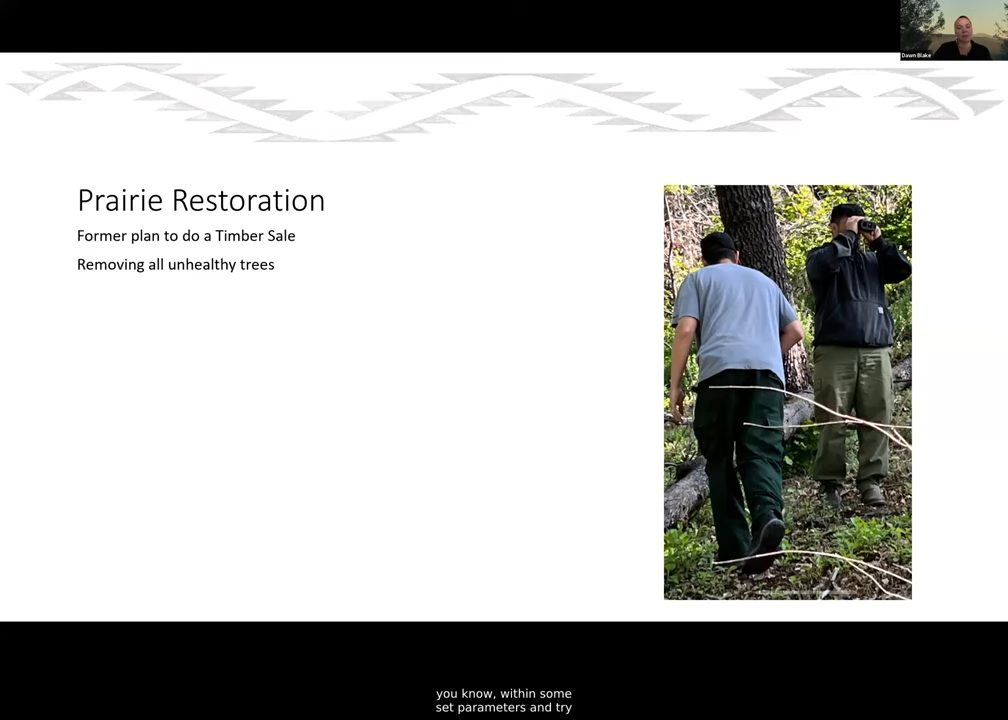 Dawn Blake
Prairie Restoration
Former plan to do a Timber Sale
Removing all unhealthy trees
you know, within some
set parameters and try